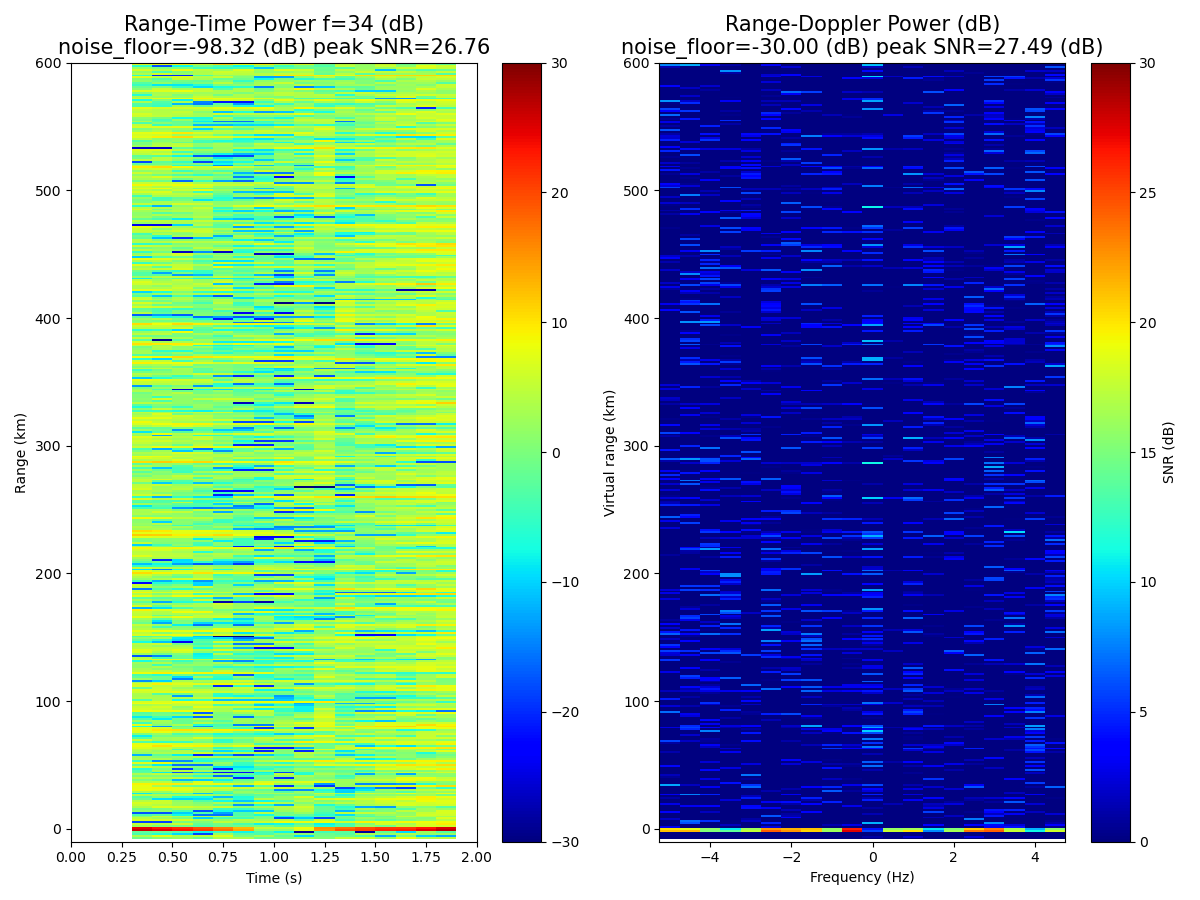 Range-Time Power f=34 (dB)
noise_floor=-98.32 (dB) peak SNR=26.76
Range (km)
600
500
400
300
200
100
0
0.00 0.25 0.50 0.75 1.00 1.25 1.50 1.75 2.00
Time (s)
30
20
10
0
−10
−20
−30
Range-Doppler Power (dB)
noise_floor=-30.00 (dB) peak SNR=27.49 (dB)
Virtual range (km)
600
500
400
300
200
100
0
−4 −2 0 2 4
Frequency (Hz)
30
25
20
15
10
5
0
SNR (dB)